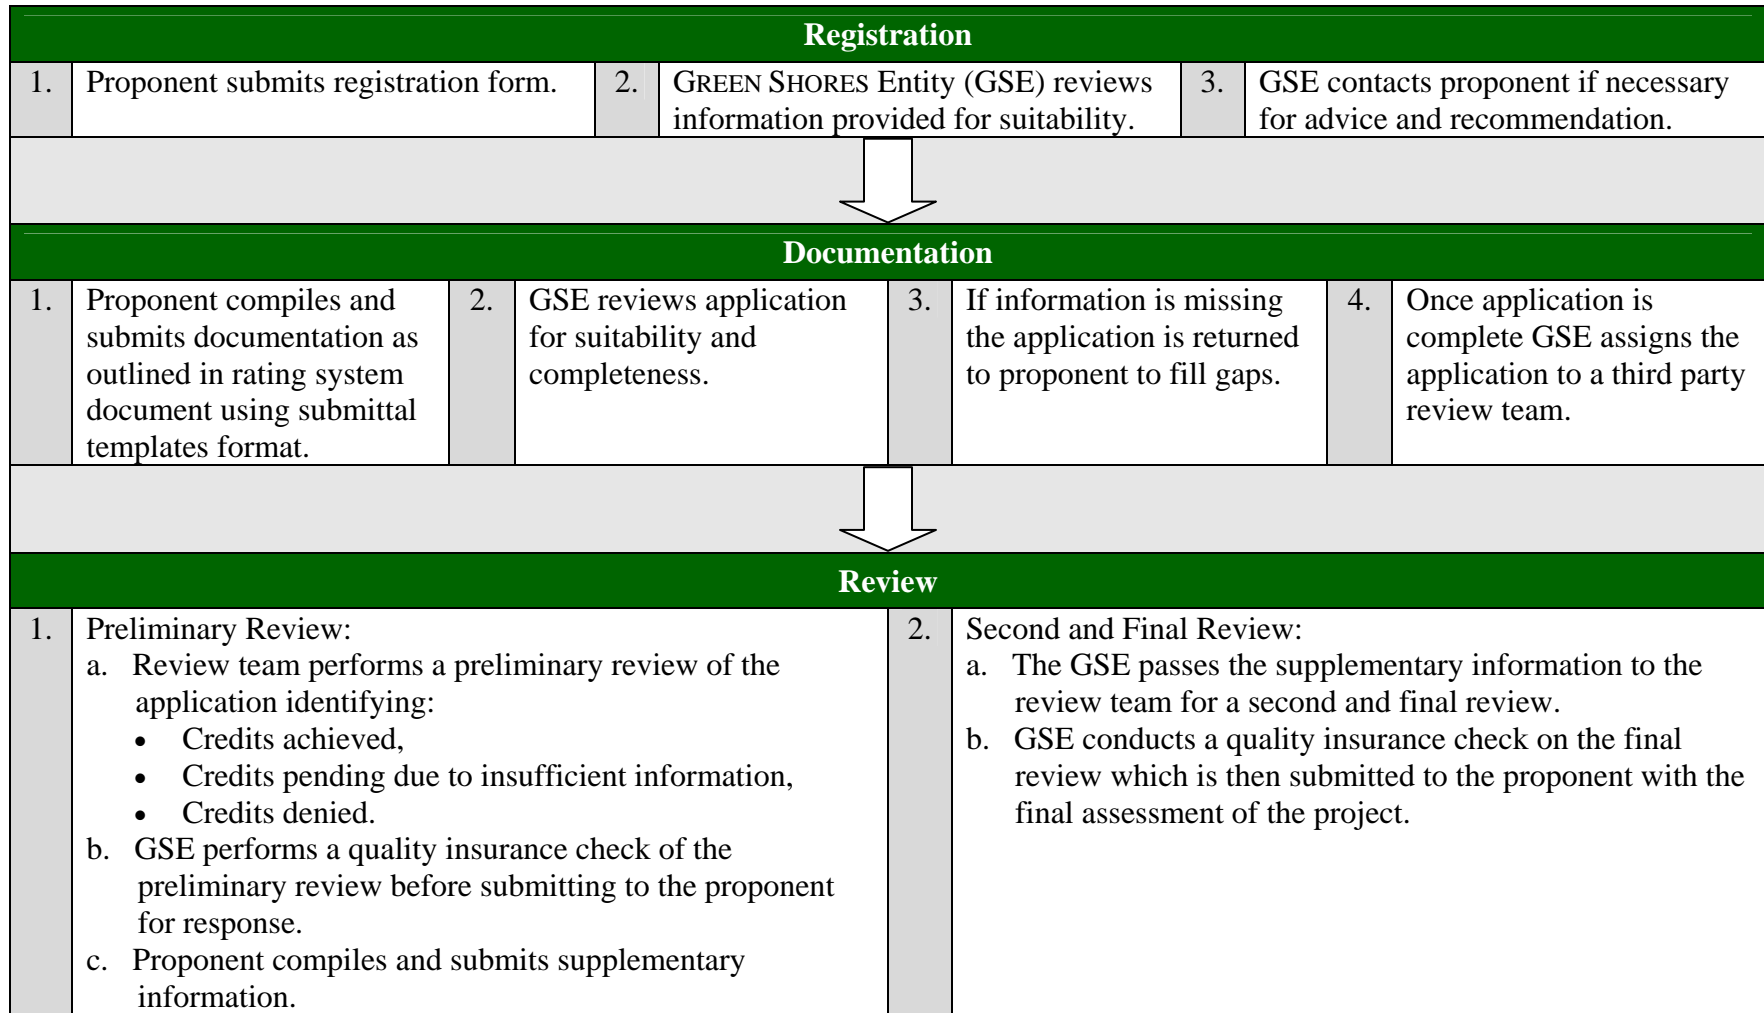 Registration
1. Proponent submits registration form.
2. GREEN SHORES Entity (GSE) reviews
information provided for suitability.
3. GSE contacts proponent if necessary
for advice and recommendation.
Documentation
1. Proponent compiles and
submits documentation as
outlined in rating system
document using submittal
templates format.
2. GSE reviews application
for suitability and
completeness.
3. If information is missing
the application is returned
to proponent to fill gaps.
4. Once application is
complete GSE assigns the
application to a third party
review team.
Review
1. Preliminary Review:
a. Review team performs a preliminary review of the
application identifying:
• Credits achieved,
• Credits pending due to insufficient information,
• Credits denied.
b. GSE performs a quality insurance check of the
preliminary review before submitting to the proponent
for response.
c. Proponent compiles and submits supplementary
information.
2. Second and Final Review:
a. The GSE passes the supplementary information to the
review team for a second and final review.
b. GSE conducts a quality insurance check on the final
review which is then submitted to the proponent with the
final assessment of the project.